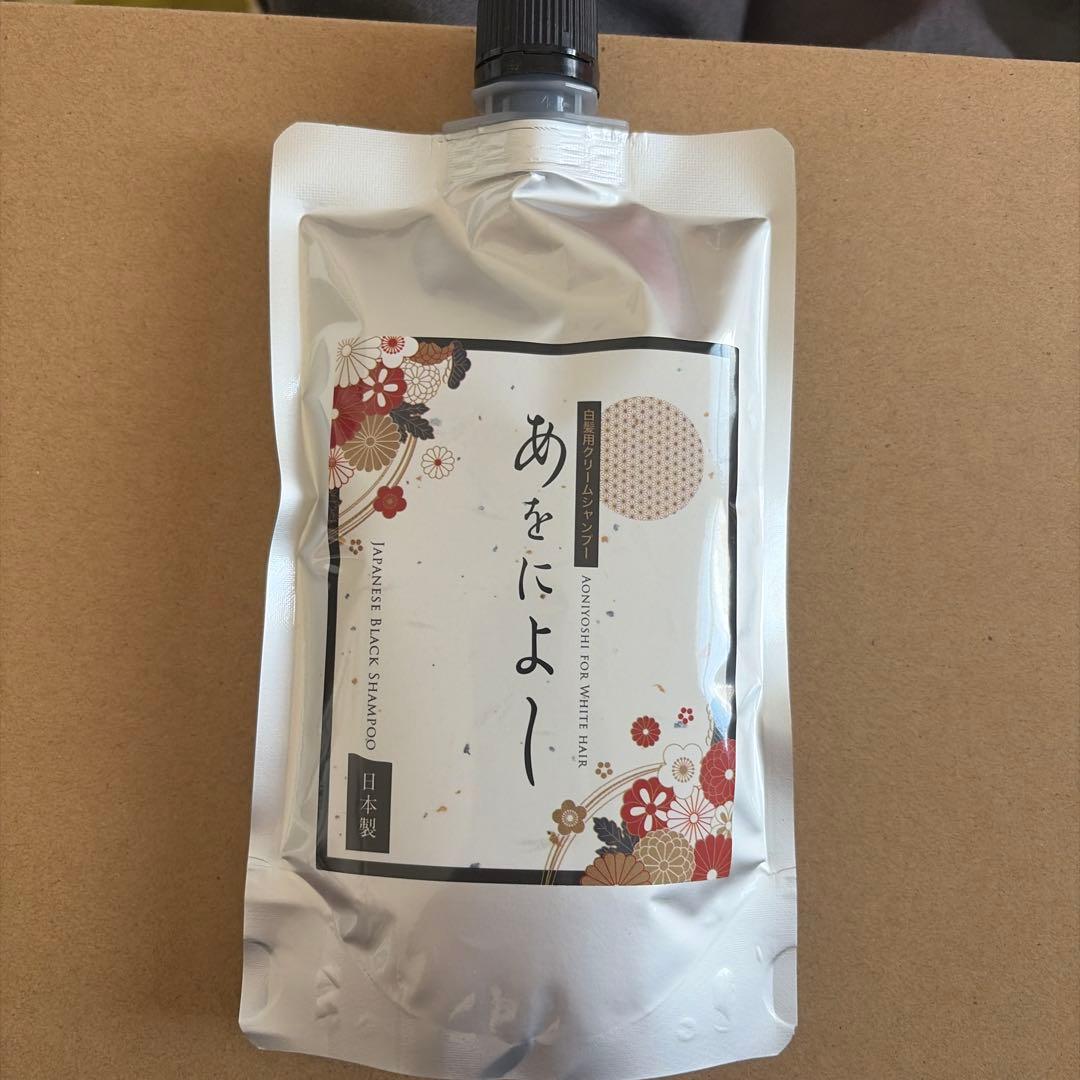 白髪用クリームシャンプー
AONIYOSHI FOR WHITE HAIR
あをによし
JAPANESE BLACK SHAMPOO
日本製